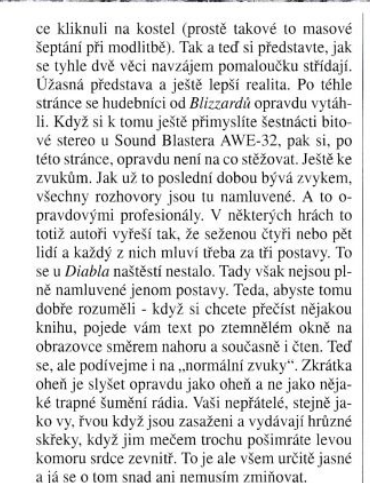 ce kliknuli na kostel (prostě takové to masové
šeptání při modlitbě). Tak a teď si představte, jak
se tyhle dvě věci navzájem pomaloučku střídají.
Úžasná představa a ještě lepší realita. Po téhle
stránce se hudebníci od Blizzardů opravdu vytáh-
li. Když si k tomu ještě přimyslíte šestnácti bito-
vé stereo u Sound Blastera AWE-32, pak si, po
této stránce, opravdu není na co stěžovat. Ještě ke
zvukům. Jak už to poslední dobou bývá zvykem,
všechny rozhovory jsou tu namluvené. A to o-
pravdovými profesionály. V některých hrách to
totiž autoři vyřeší tak, že seženou čtyři nebo pět
lidí a každý z nich mluví třeba za tři postavy. To
se u Diabla naštěstí nestalo. Tady však nejsou pl-
ně namluvené jenom postavy. Teda, abyste tomu
dobře rozuměli - když si chcete přečíst nějakou
knihu, pojede vám text po ztemnělém okně na
obrazovce směrem nahoru a současně i čten. Teď
se, ale podívejme i na „normální zvuky“. Zkrátka
oheň je slyšet opravdu jako oheň a ne jako něja-
ké trapné šumění rádia. Vaši nepřátelé, stejně ja-
ko vy, řvou když jsou zasaženi a vydávají hrůzné
skřeky, když jim mečem trochu pošimráte levou
komoru srdce zevnitř. To je ale všem určitě jasné
a já se o tom snad ani nemusím zmiňovat.